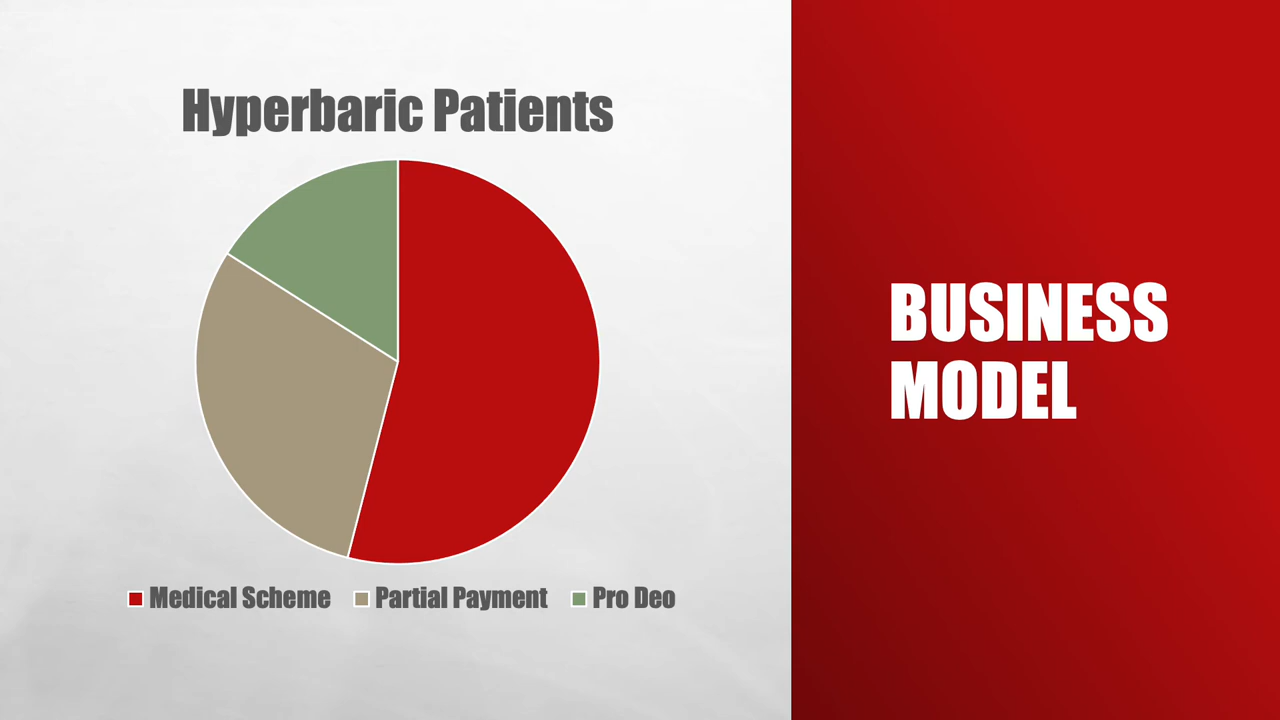 Hyperbaric Patients
Medical Scheme Partial Payment Pro Deo
BUSINESS
MODEL